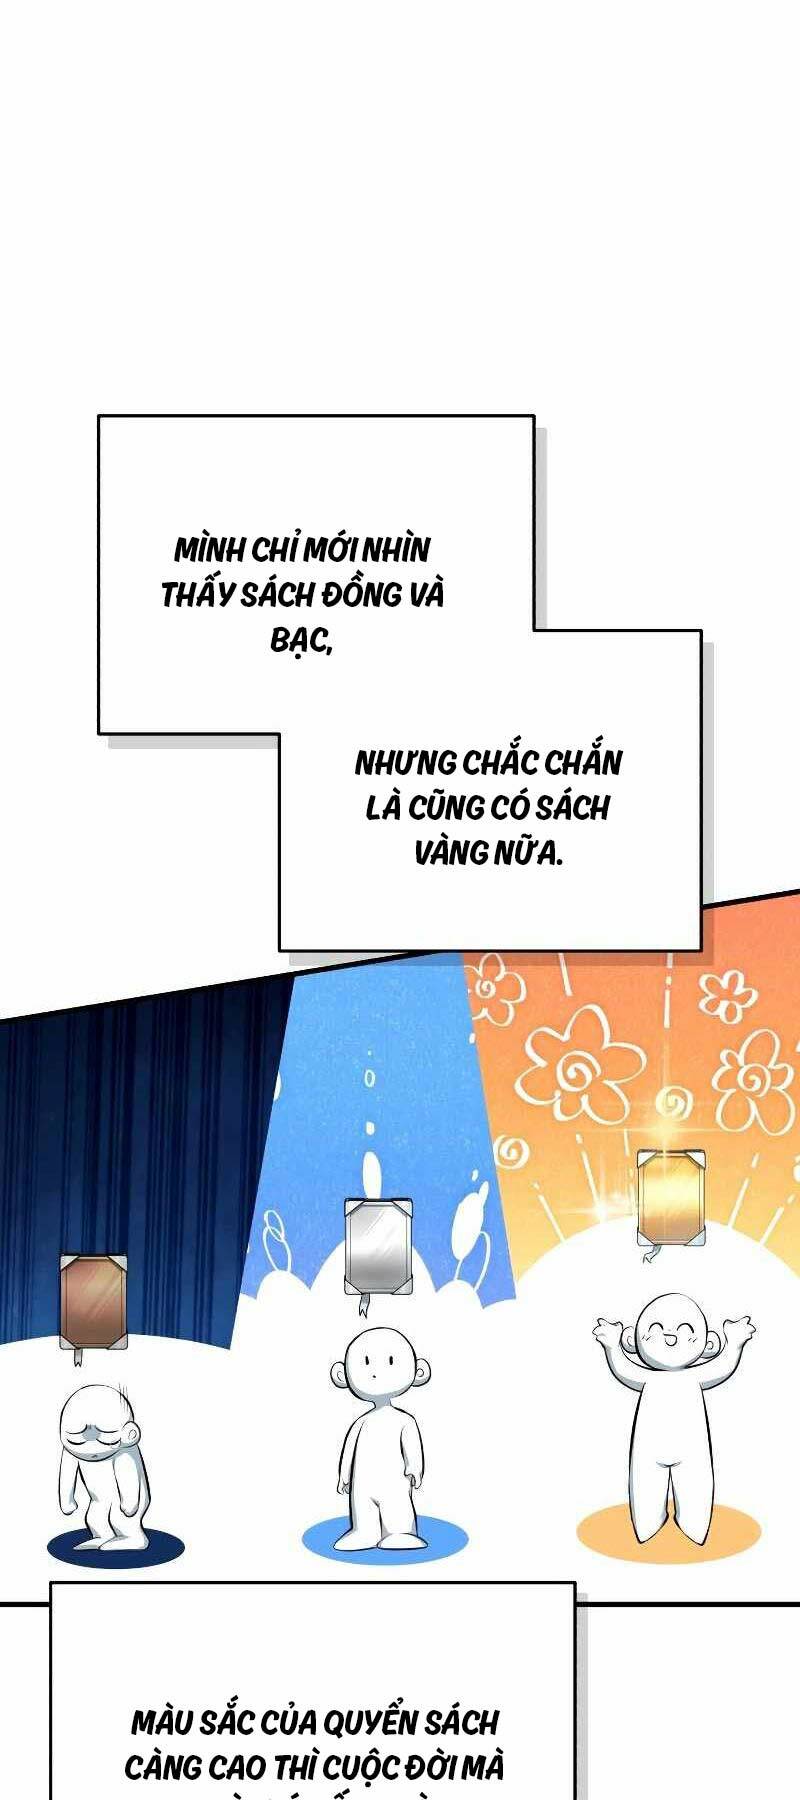 MÌNH CHỈ MỚI NHÌN
THẤY SÁCH ĐỒNG VÀ
BẠC,
NHƯNG CHẮC CHẮN
LÀ CŨNG CÓ SÁCH
VÀNG NỮA.
MÀU SẮC CỦA QUYỂN SÁCH
CÀNG CAO THÌ CUỘC ĐỜI MÀ